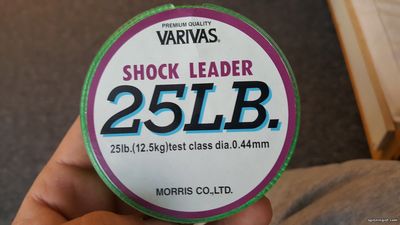 PREMIUM QUALITY
VARIVAS®
SHOCK LEADER
25LB.
25lb.(12.5kg)test class dia.0.44mm
MORRIS CO.,LTD.